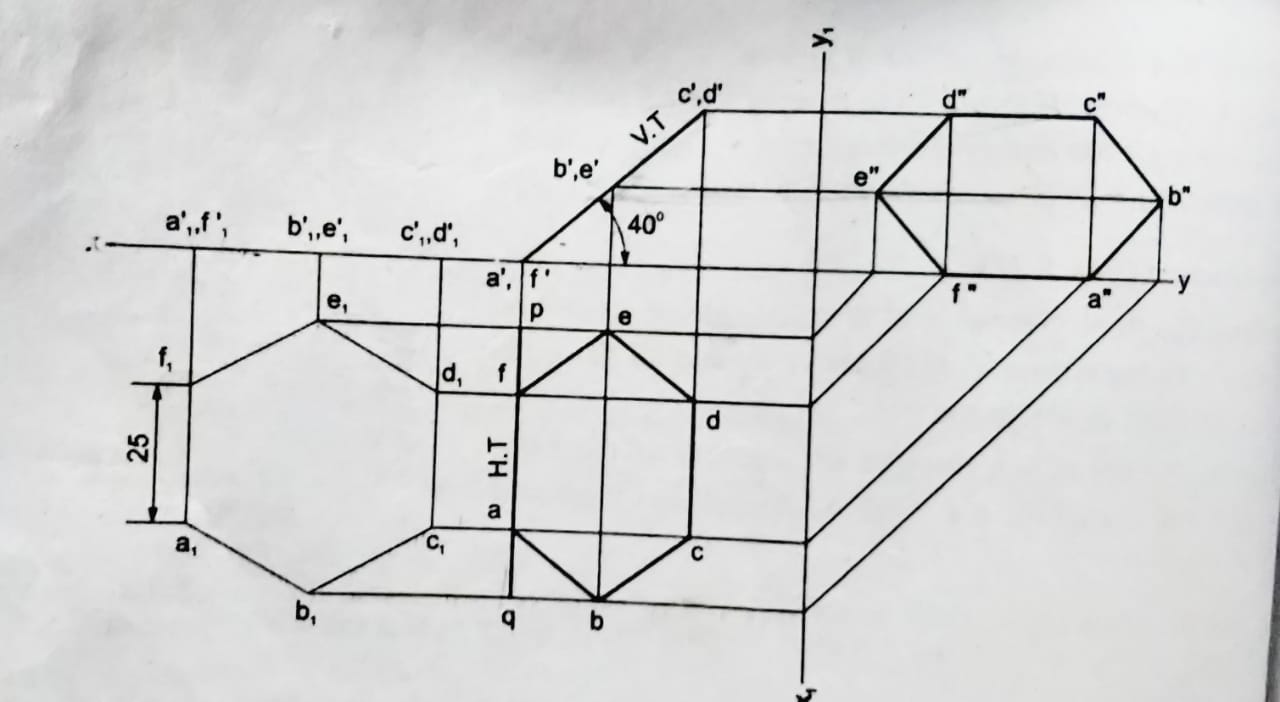 y₁
c',d'
d"
c"
V.T
b',e'
e"
b"
40°
a'₁,f'₁
b'₁,e'₁
c'₁,d'₁
x
a',
f'
f"
a"
y
p
e₁
e
f₁
d₁
f
d
25
H.T
a
a₁
c₁
c
b₁
q
b